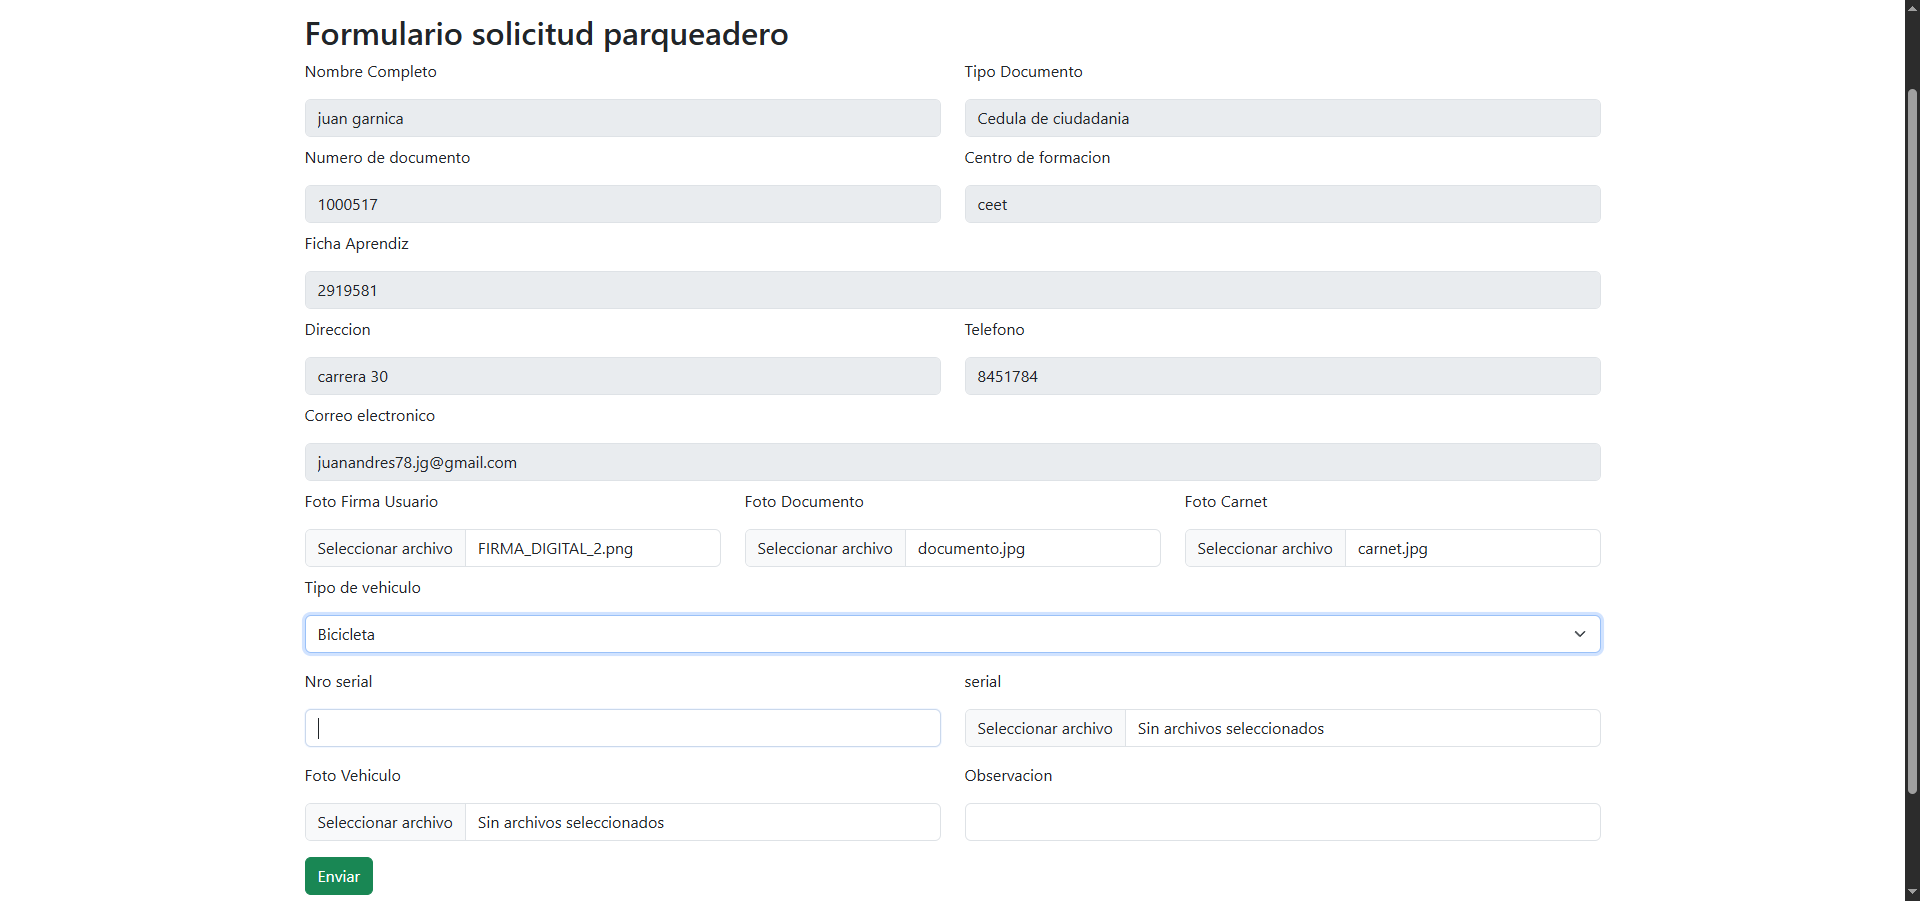 Formulario solicitud parqueadero
Nombre Completo
Tipo Documento
juan garnica
Cedula de ciudadania
Numero de documento
Centro de formacion
1000517
ceet
Ficha Aprendiz
2919581
Direccion
Telefono
carrera 30
8451784
Correo electronico
juanandres78.jg@gmail.com
Foto Firma Usuario
Foto Documento
Foto Carnet
Seleccionar archivo FIRMA_DIGITAL_2.png
Seleccionar archivo documento.jpg
Seleccionar archivo carnet.jpg
Tipo de vehiculo
Bicicleta
Nro serial
serial
Seleccionar archivo Sin archivos seleccionados
Foto Vehiculo
Observacion
Seleccionar archivo Sin archivos seleccionados
Enviar